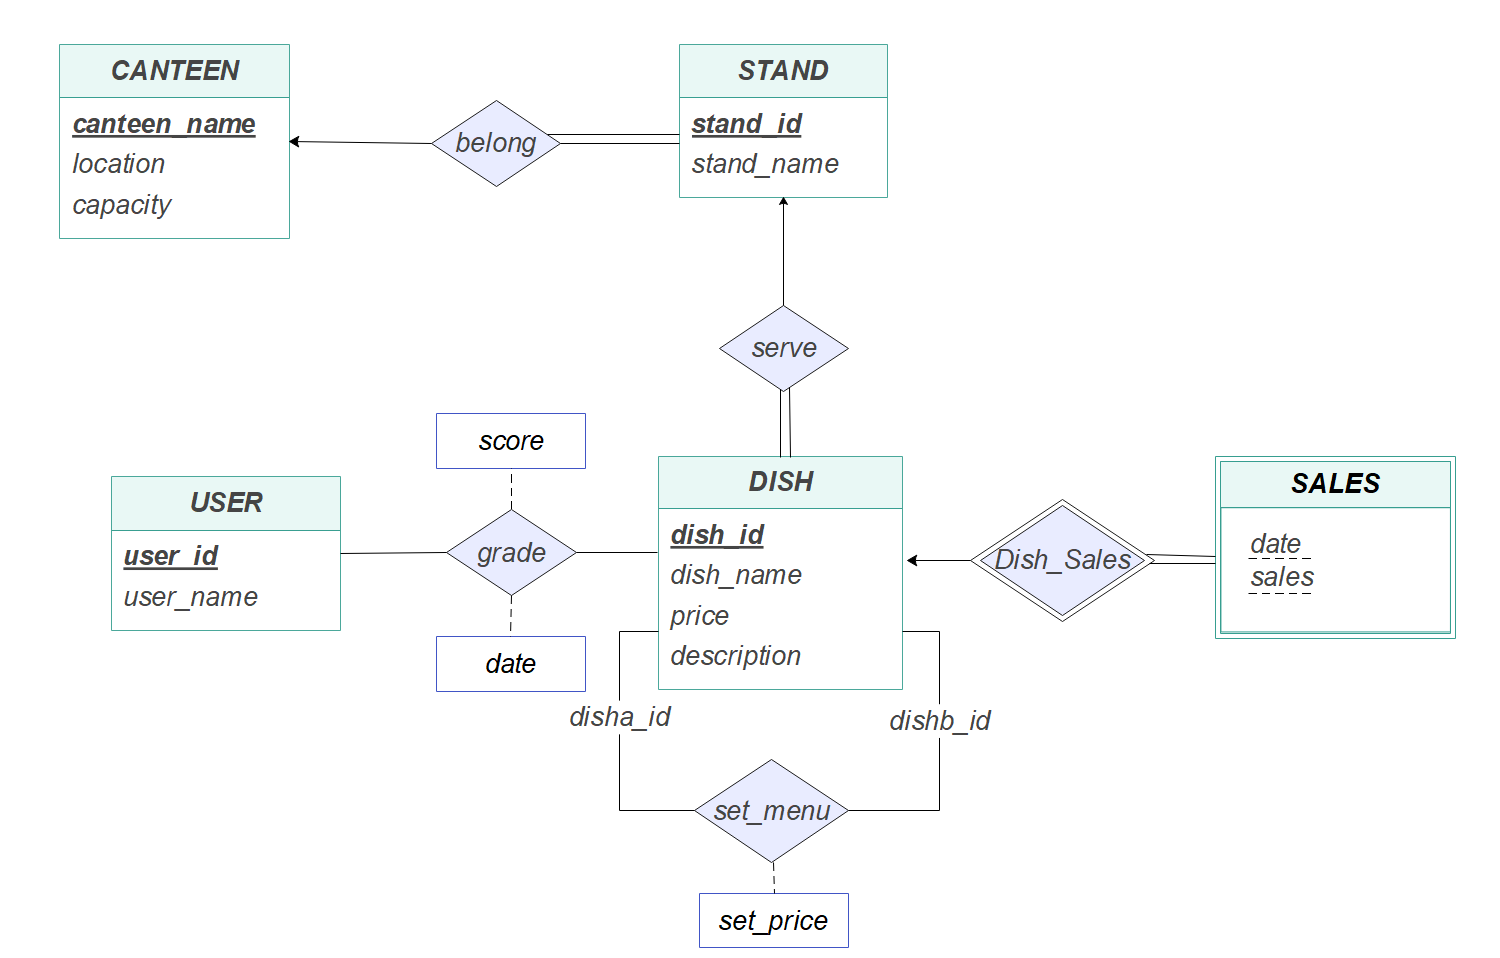 CANTEEN
canteen_name
location
capacity
belong
STAND
stand_id
stand_name
serve
score
USER
user_id
user_name
grade
date
DISH
dish_id
dish_name
price
description
Dish_Sales
SALES
date
sales
disha_id
dishb_id
set_menu
set_price